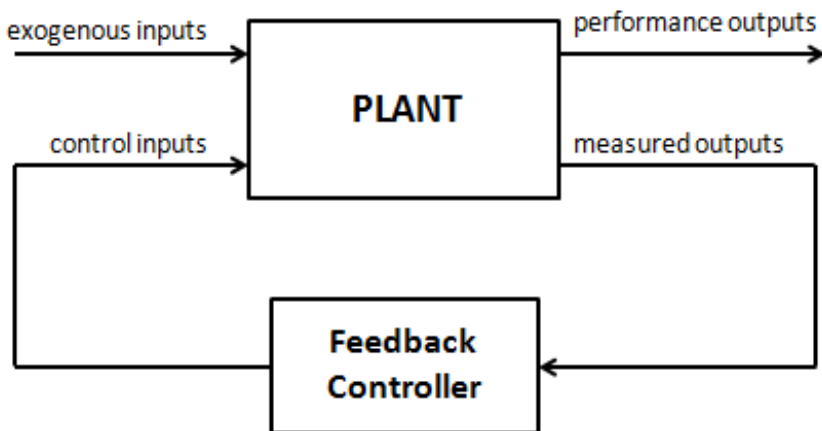 exogenous inputs
performance outputs
PLANT
control inputs
measured outputs
Feedback
Controller